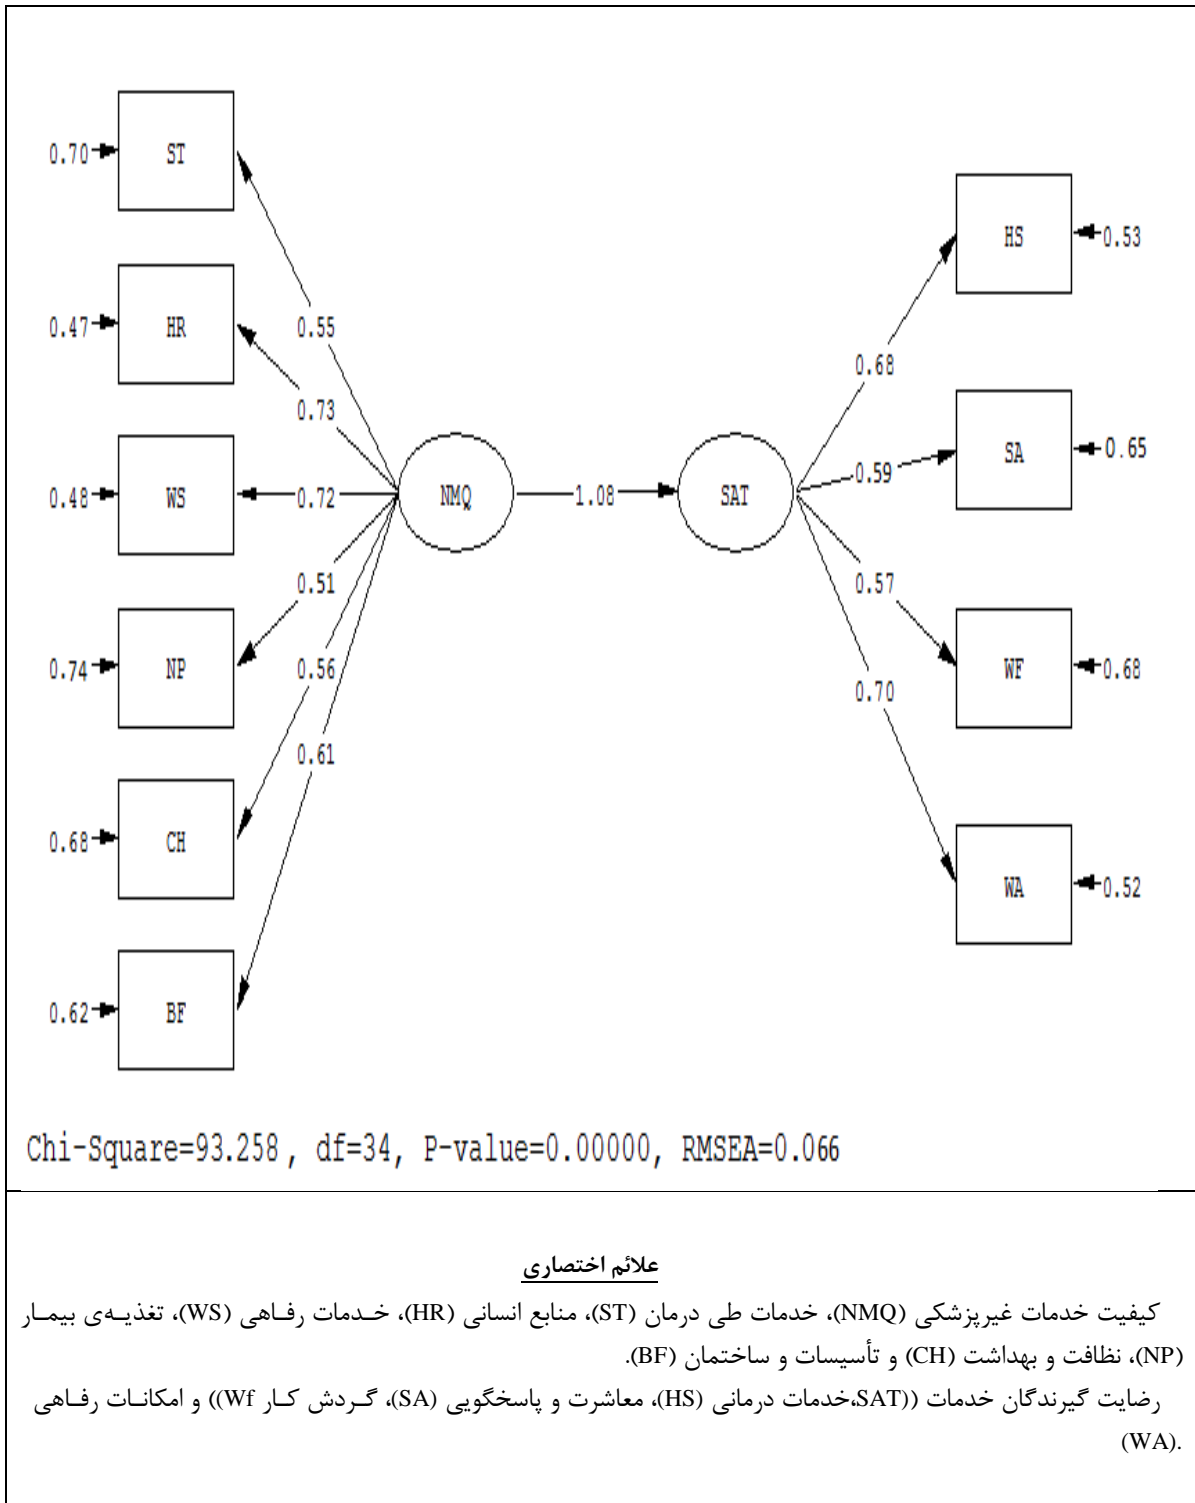 0.70
ST
HS
0.53
0.47
HR
0.55
0.68
0.73
SA
0.65
0.59
0.48
WS
0.72
NMQ
1.08
SAT
0.51
0.57
0.74
NP
0.56
WF
0.68
0.70
0.61
0.68
CH
WA
0.52
0.62
BF
Chi-Square=93.258, df=34, P-value=0.00000, RMSEA=0.066
علائم اختصاری
کیفیت خدمات غیرپزشکی (NMQ)، خدمات طی درمان (ST)، منابع انسانی (HR)، خـدمات رفـاهی (WS)، تغذیـه‌ی بیمـار
(NP)، نظافت و بهداشت (CH) و تأسیسات و ساختمان (BF).
رضایت گیرندگان خدمات ((SAT،خدمات درمانی (HS)، معاشرت و پاسخگویی (SA)، گـردش کـار Wf)) و امکانـات رفـاهی
(WA).